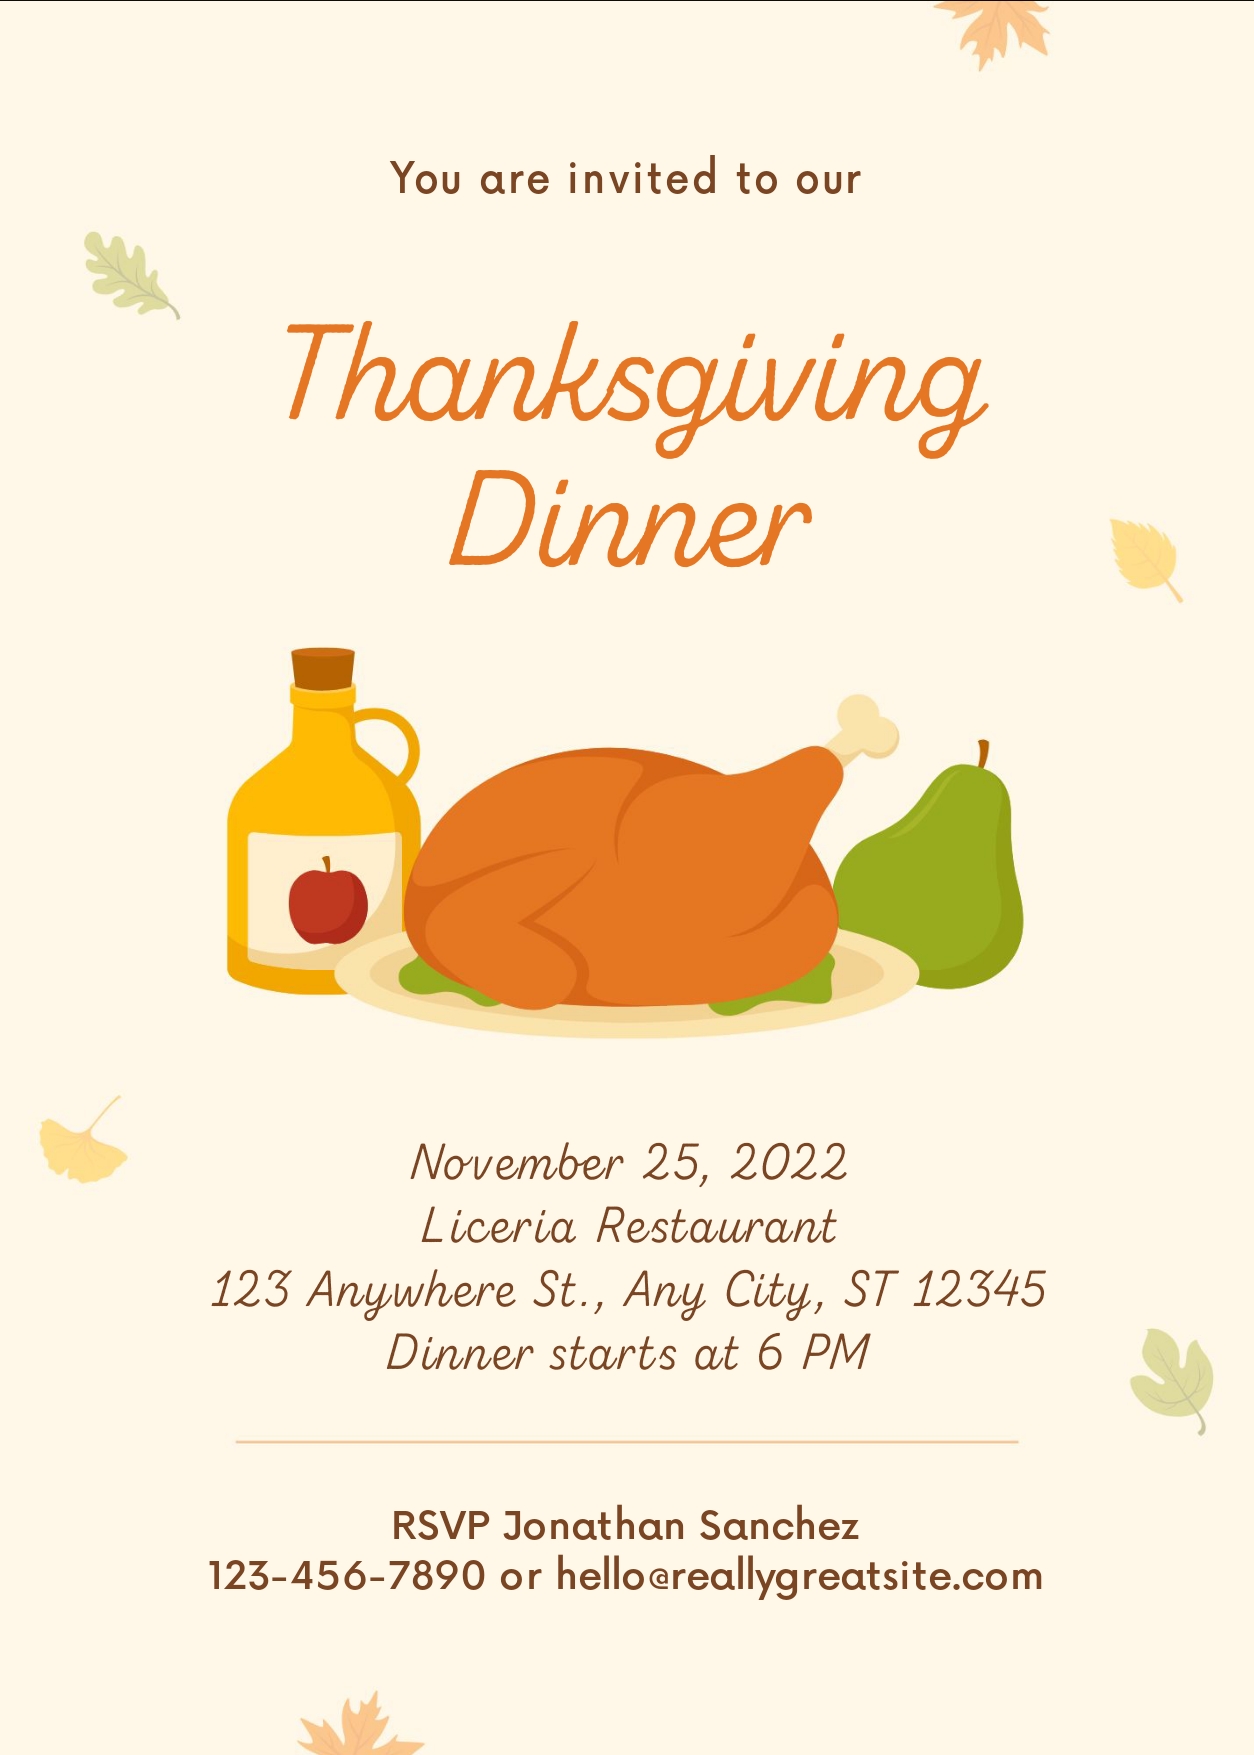 You are invited to our
Thanksgiving
Dinner
November 25, 2022
Liceria Restaurant
123 Anywhere St., Any City, ST 12345
Dinner starts at 6 PM
RSVP Jonathan Sanchez
123-456-7890 or hello@reallygreatsite.com